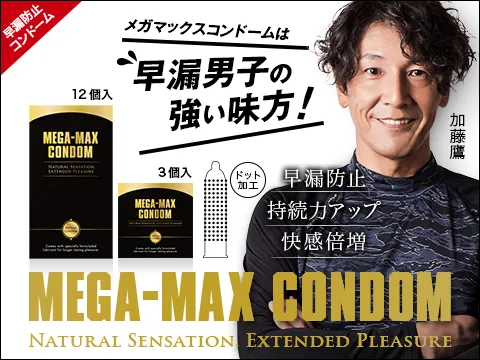 早漏防止
コンドーム
メガマックスコンドームは
早漏男子の
強い味方！
12個入
MEGA-MAX
CONDOM
NATURAL SENSATION,
EXTENDED PLEASURE
3個入
MEGA-MAX
CONDOM
ドット
加工
加藤鷹
早漏防止
持続力アップ
快感倍増
MEGA-MAX CONDOM
NATURAL SENSATION, EXTENDED PLEASURE